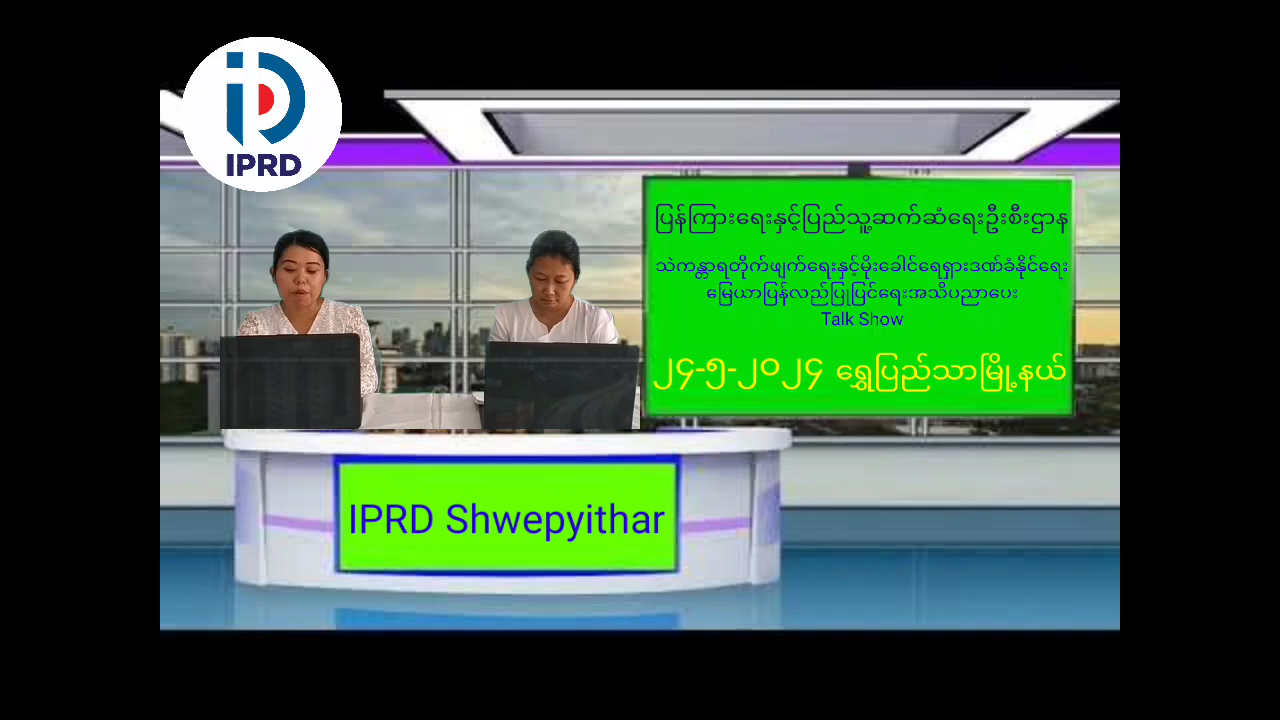 IPRD
ပြန်ကြားရေးနှင့်ပြည်သူ့ဆက်ဆံရေးဦးစီးဌာန
သဲကန္တာရတိုက်ဖျက်ရေးနှင့်မိုးခေါင်ရေရှားဒဏ်ခံနိုင်ရေး
မြေယာပြန်လည်ပြုပြင်ရေးအသိပညာပေး
Talk Show
၂၄-၅-၂၀၂၄ ရွှေပြည်သာမြို့နယ်
IPRD Shwepyithar